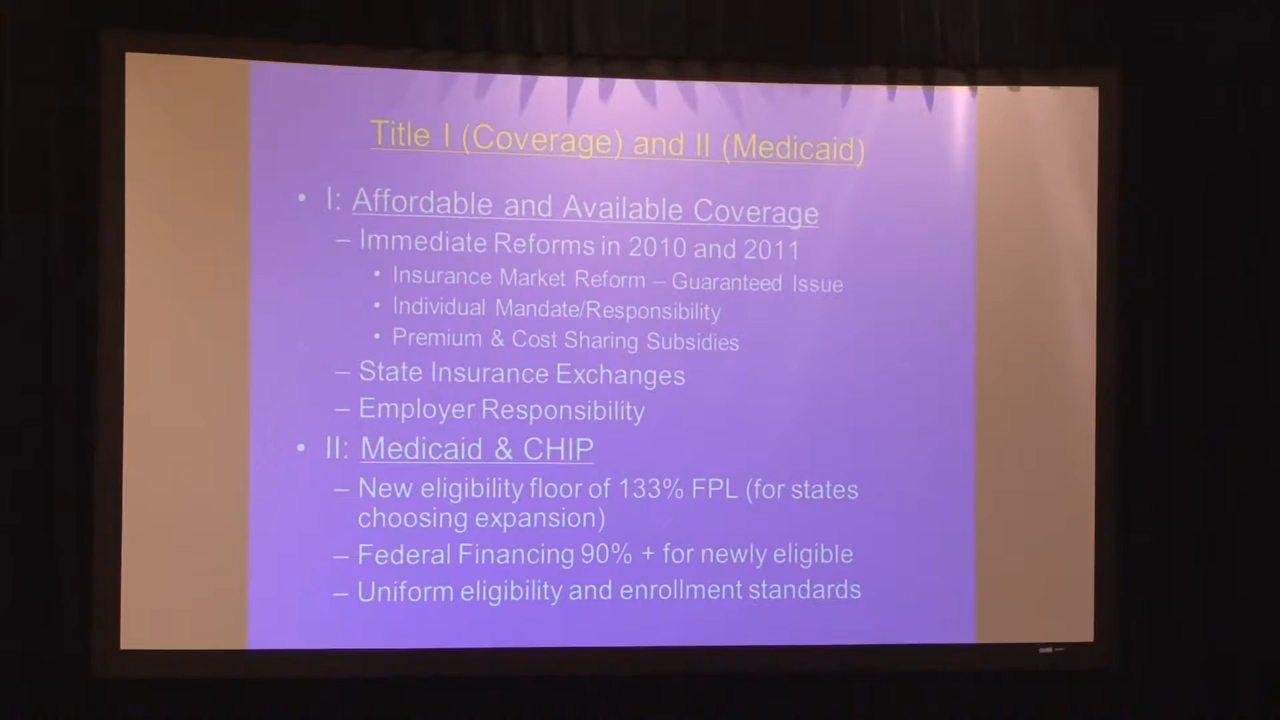 Title I (Coverage) and II (Medicaid)
• I: Affordable and Available Coverage
– Immediate Reforms in 2010 and 2011
• Insurance Market Reform – Guaranteed Issue
• Individual Mandate/Responsibility
• Premium & Cost Sharing Subsidies
– State Insurance Exchanges
– Employer Responsibility
• II: Medicaid & CHIP
– New eligibility floor of 133% FPL (for states
choosing expansion)
– Federal Financing 90% + for newly eligible
– Uniform eligibility and enrollment standards